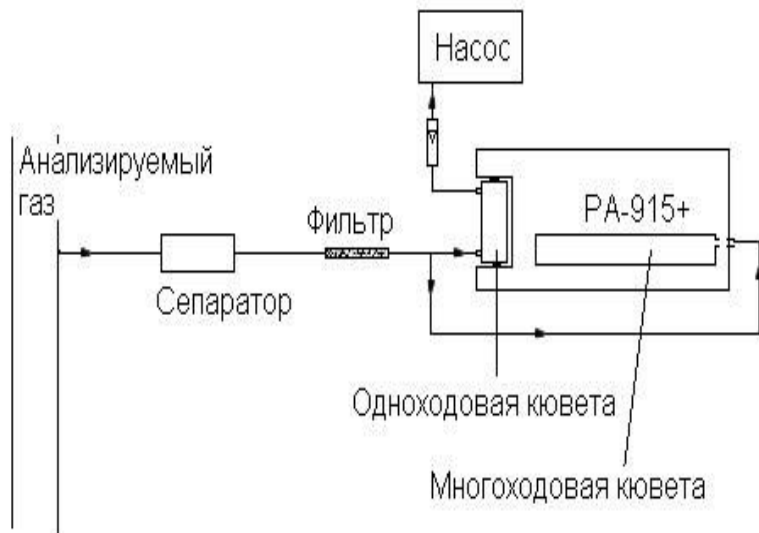 Насос
Анализируемый
газ
Фильтр
РА-915+
Сепаратор
Одноходовая кювета
Многоходовая кювета